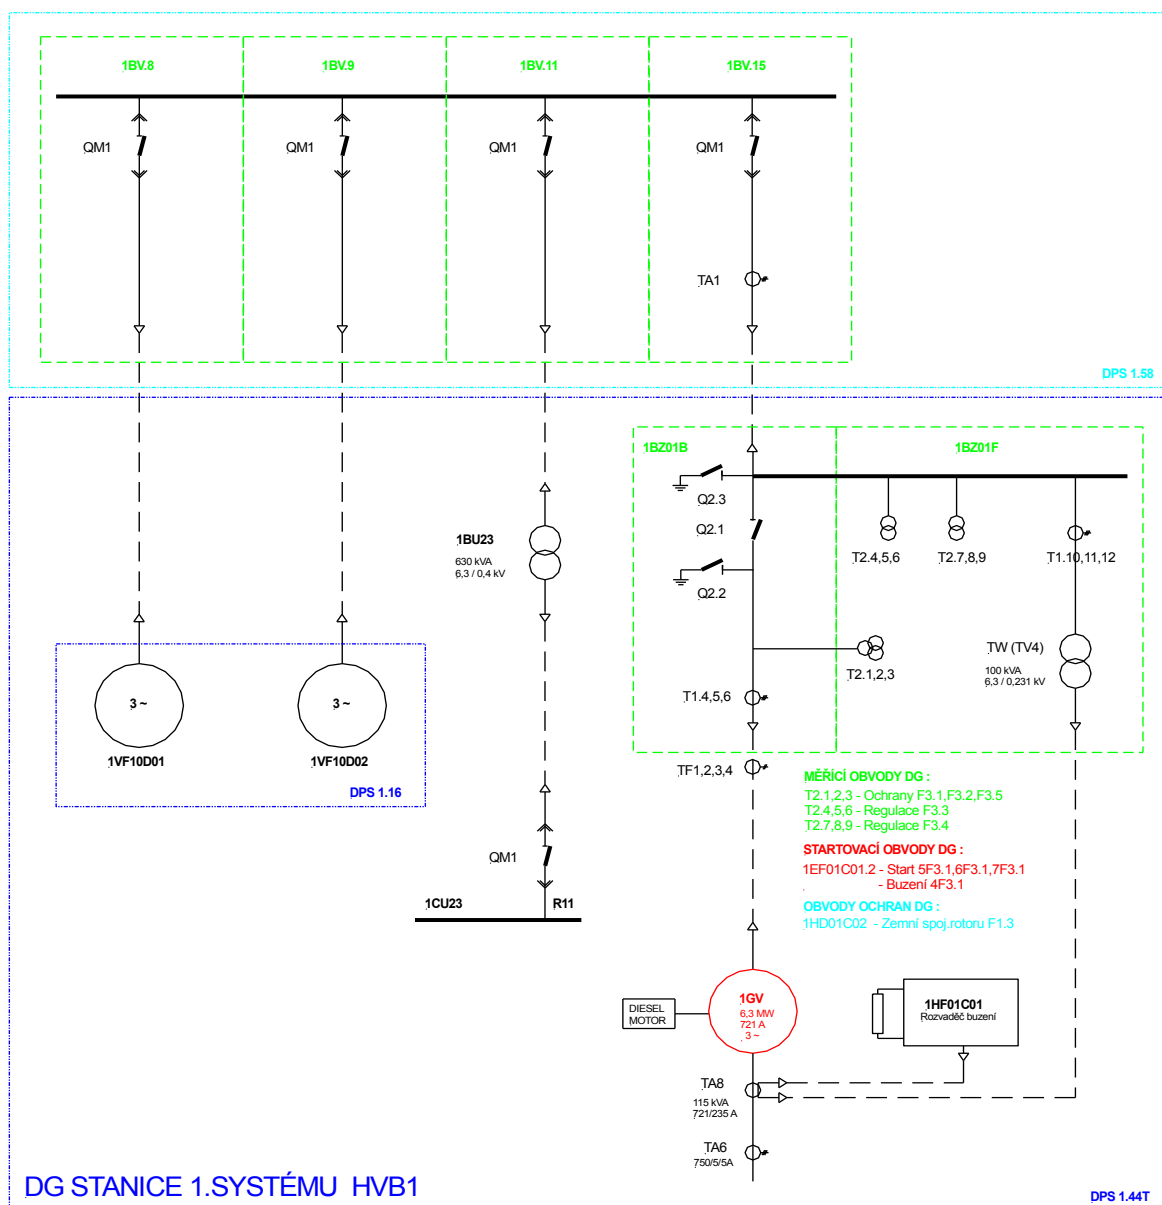 1BV.8
1BV.9
1BV.11
1BV.15
QM1
QM1
QM1
QM1
TA1
DPS 1.58
1BZ01B
1BZ01F
Q2.3
Q2.1
Q2.2
T2.4,5,6
T2.7,8,9
T1.10,11,12
1BU23
630 kVA
6,3 / 0,4 kV
T2.1,2,3
TW (TV4)
100 kVA
6,3 / 0,231 kV
T1.4,5,6
3 ~
3 ~
1VF10D01
1VF10D02
DPS 1.16
TF1,2,3,4
MĚŘÍCÍ OBVODY DG :
T2.1,2,3 - Ochrany F3.1,F3.2,F3.5
T2.4,5,6 - Regulace F3.3
T2.7,8,9 - Regulace F3.4
STARTOVACÍ OBVODY DG :
1EF01C01.2 - Start 5F3.1,6F3.1,7F3.1
- Buzení 4F3.1
OBVODY OCHRAN DG :
1HD01C02 - Zemní spoj.rotoru F1.3
QM1
1CU23
R11
DIESEL
MOTOR
1GV
6,3 MW
721 A
3 ~
1HF01C01
Rozvaděč buzení
TA8
115 kVA
721/235 A
TA6
750/5/5A
DG STANICE 1.SYSTÉMU HVB1
DPS 1.44T